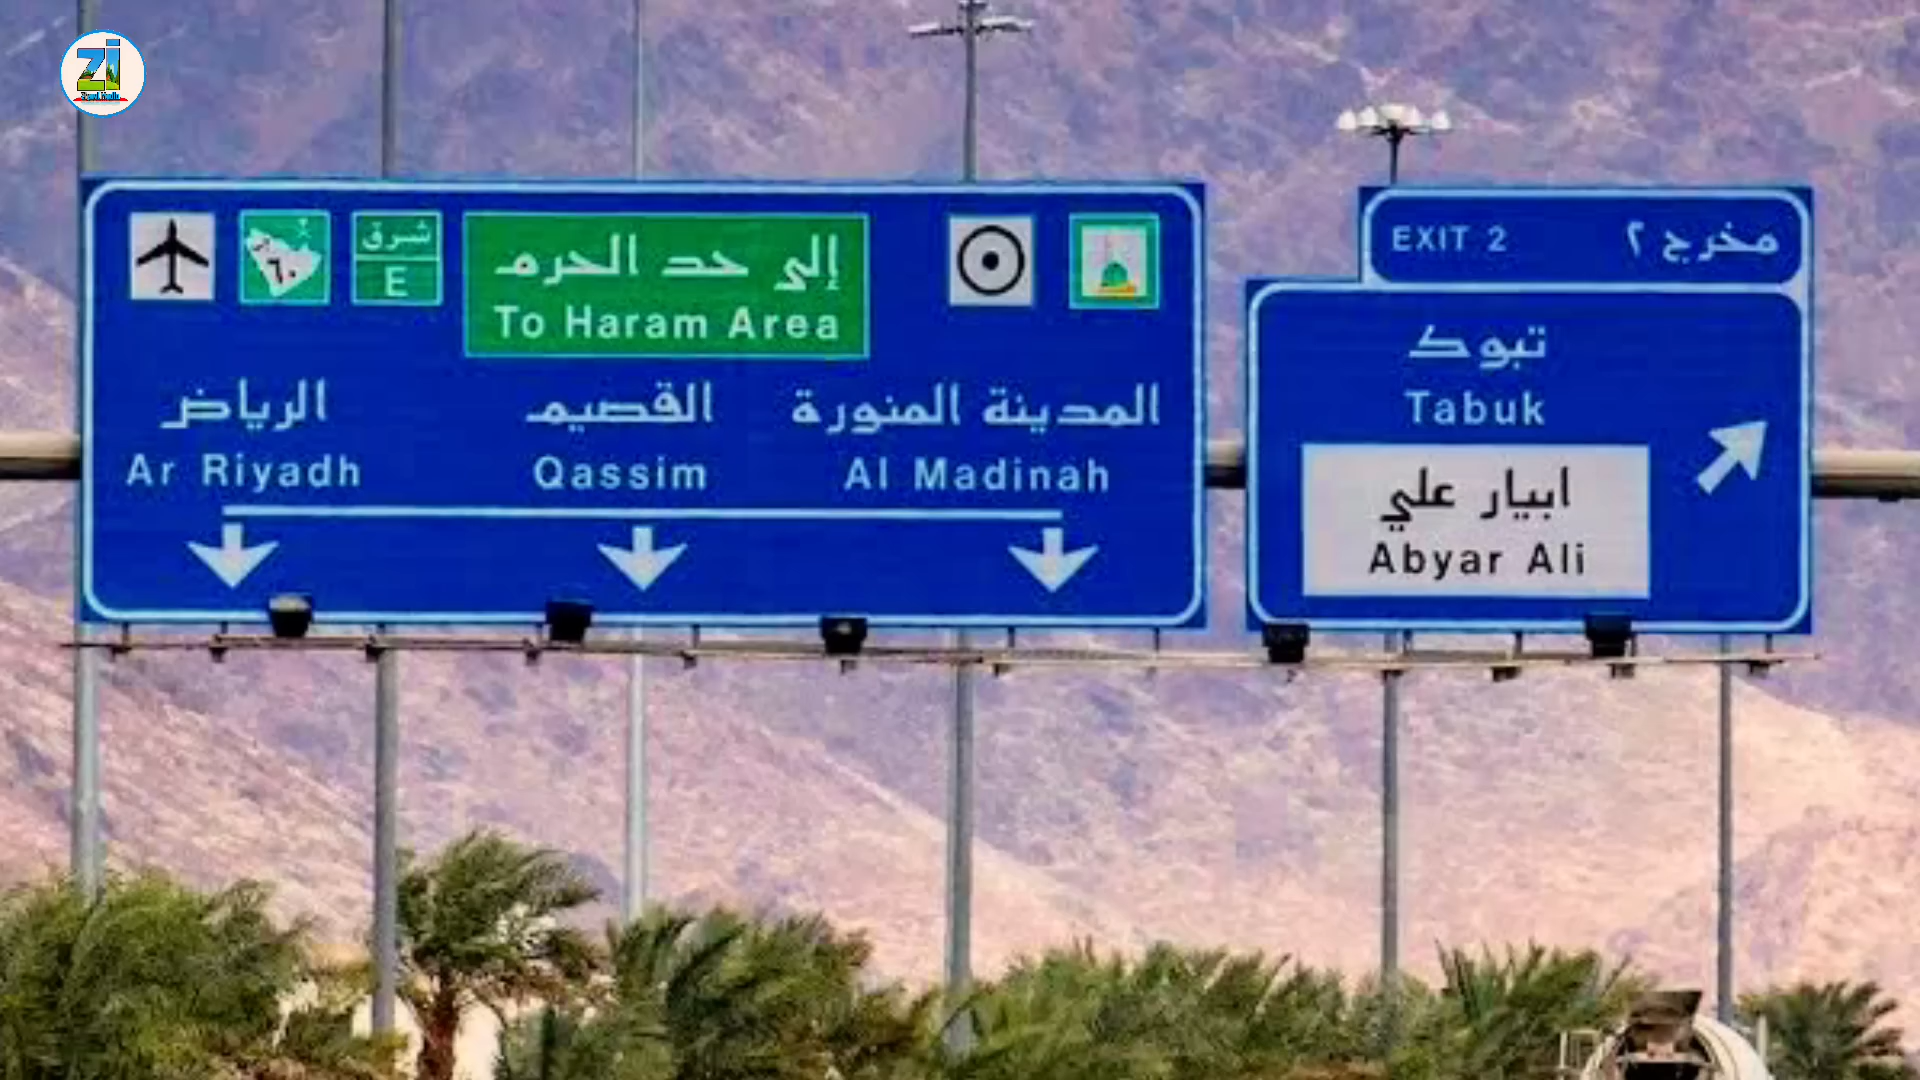 Zi
شرق
E
٦٠
إلى حد الحرم
To Haram Area
الرياض
Ar Riyadh
القصيم
Qassim
المدينة المنورة
Al Madinah
EXIT 2
مخرج ٢
تبوك
Tabuk
ابيار علي
Abyar Ali